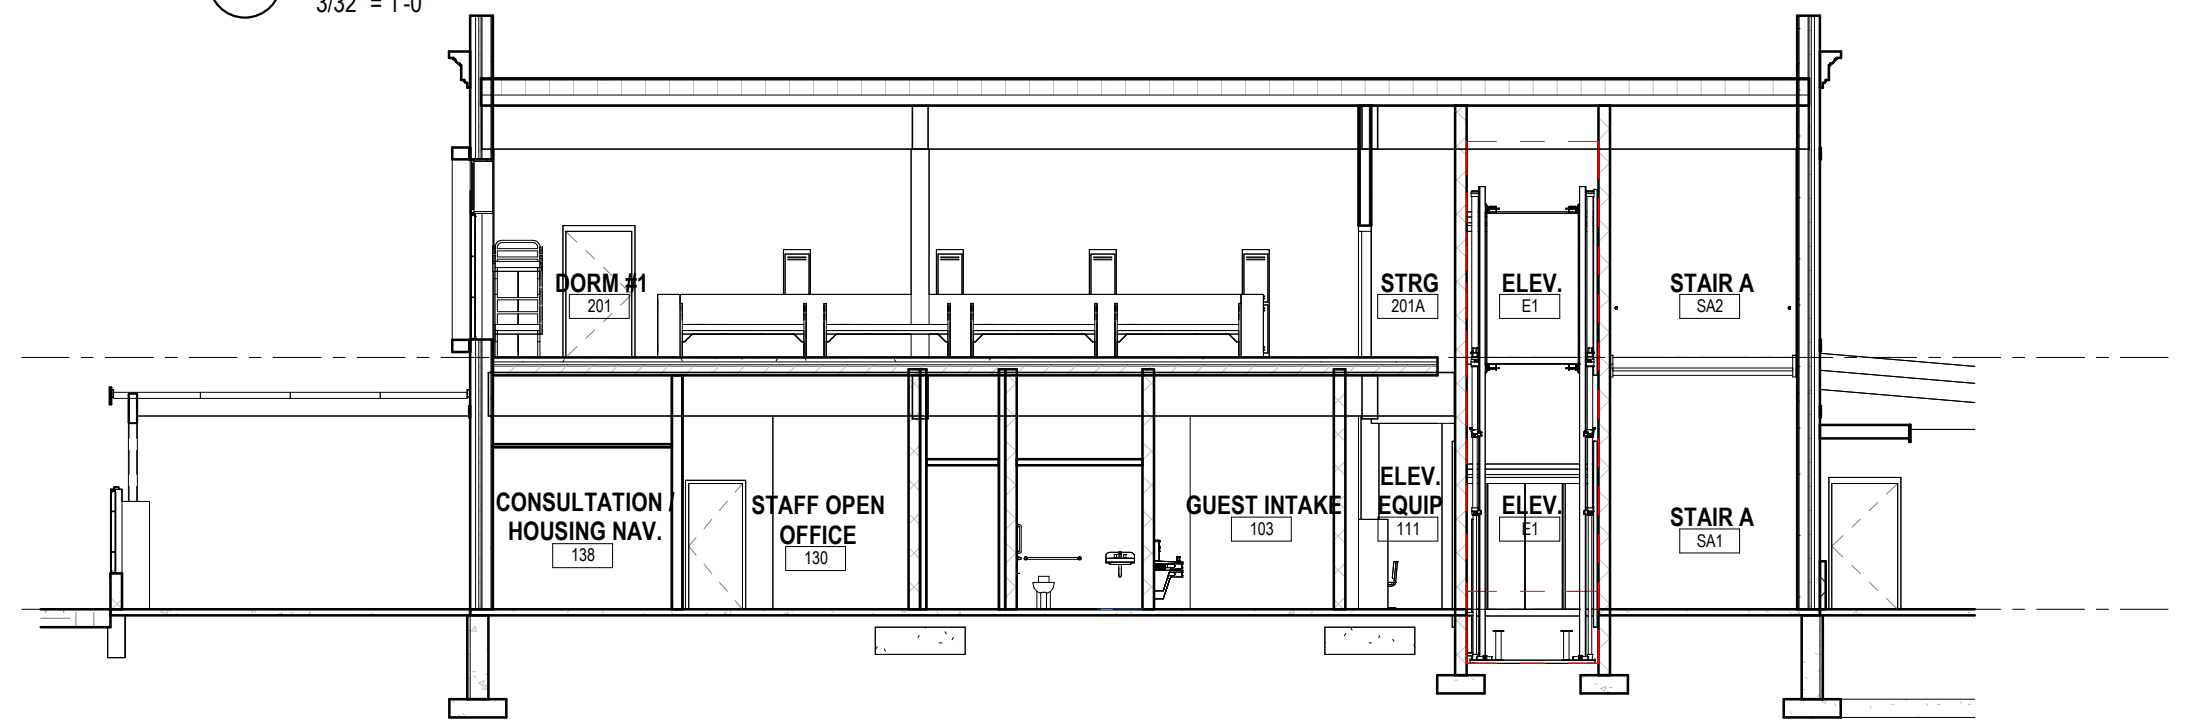 3/32" = 1'-0"
DORM #1
201
STRG
201A
ELEV.
E1
STAIR A
SA2
CONSULTATION /
HOUSING NAV.
138
STAFF OPEN
OFFICE
130
GUEST INTAKE
103
ELEV.
EQUIP
111
ELEV.
E1
STAIR A
SA1